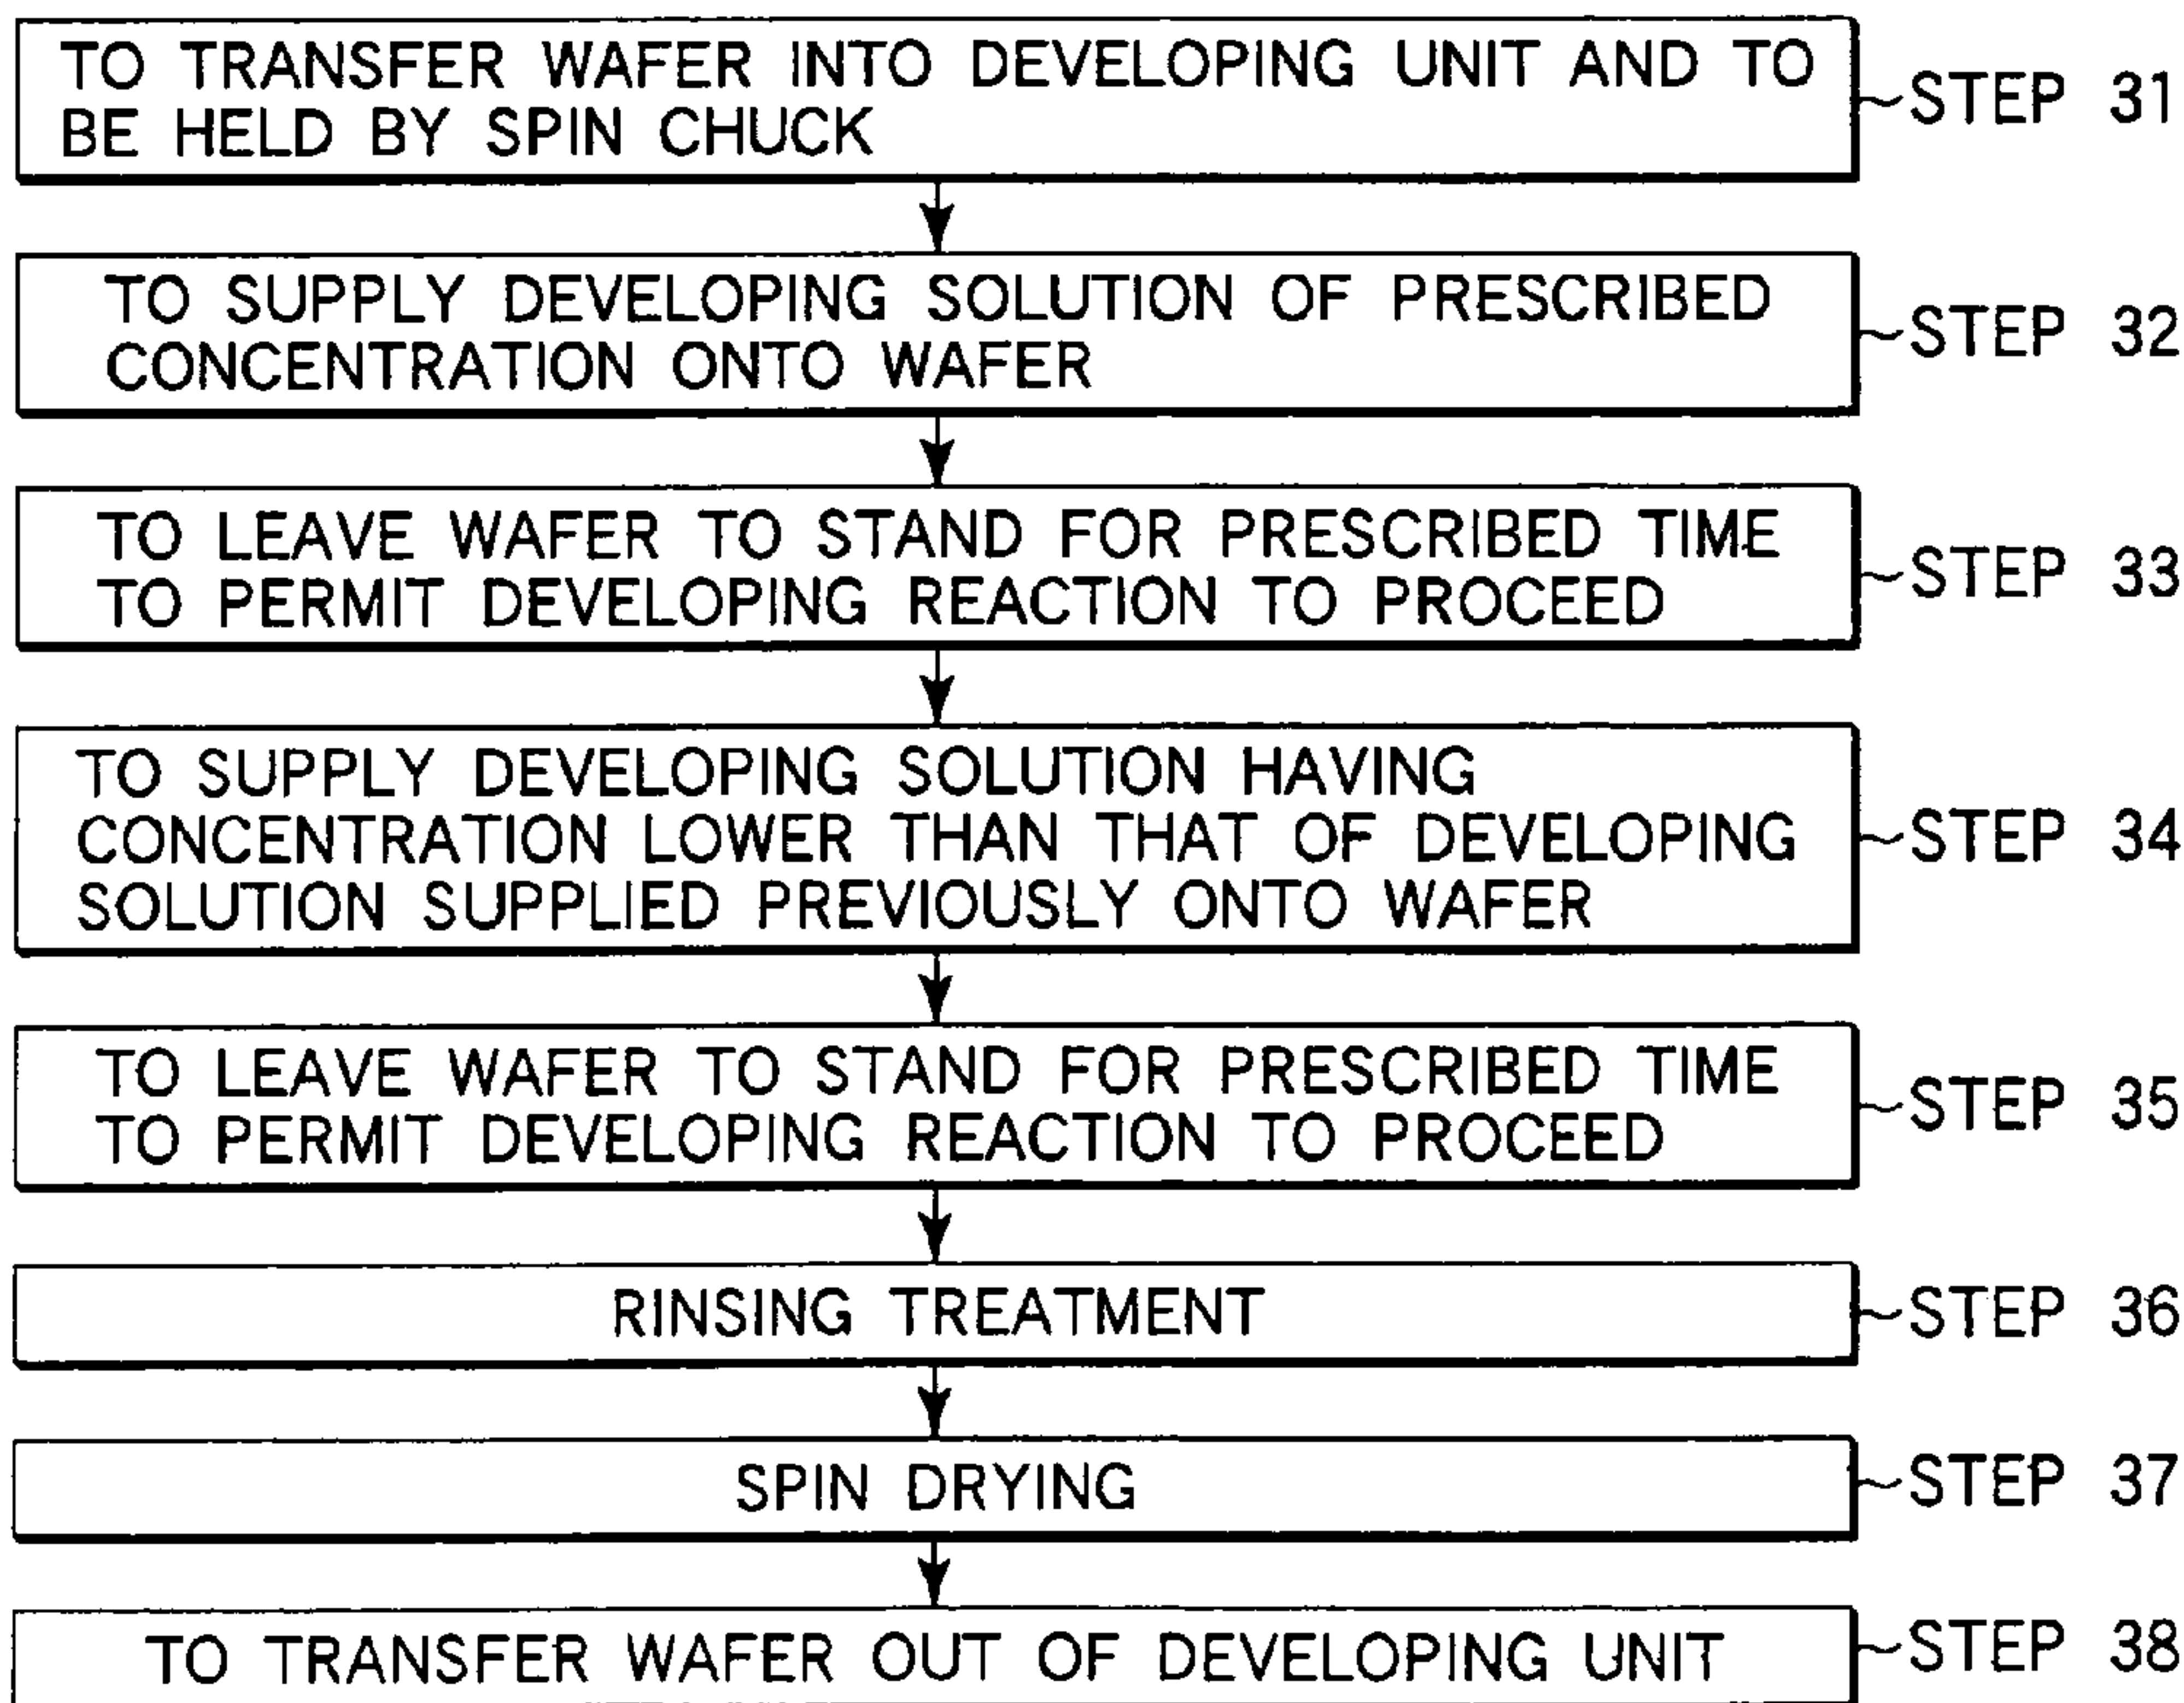 TO TRANSFER WAFER INTO DEVELOPING UNIT AND TO
BE HELD BY SPIN CHUCK
STEP 31
TO SUPPLY DEVELOPING SOLUTION OF PRESCRIBED
CONCENTRATION ONTO WAFER
STEP 32
TO LEAVE WAFER TO STAND FOR PRESCRIBED TIME
TO PERMIT DEVELOPING REACTION TO PROCEED
STEP 33
TO SUPPLY DEVELOPING SOLUTION HAVING
CONCENTRATION LOWER THAN THAT OF DEVELOPING
SOLUTION SUPPLIED PREVIOUSLY ONTO WAFER
STEP 34
TO LEAVE WAFER TO STAND FOR PRESCRIBED TIME
TO PERMIT DEVELOPING REACTION TO PROCEED
STEP 35
RINSING TREATMENT
STEP 36
SPIN DRYING
STEP 37
TO TRANSFER WAFER OUT OF DEVELOPING UNIT
STEP 38